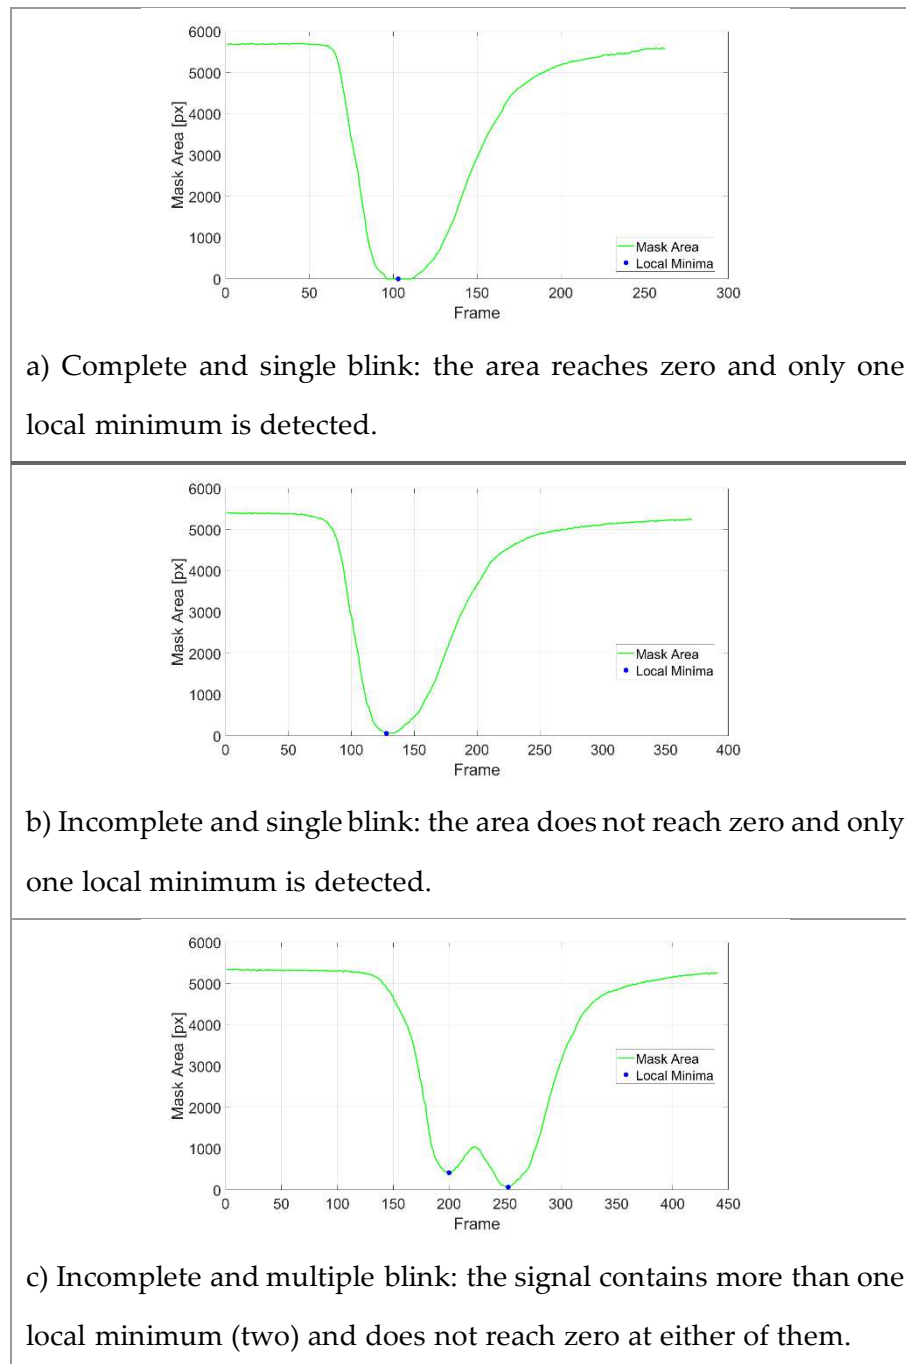 6000
5000
4000
3000
2000
1000
0
Mask Area [px]
Mask Area
Local Minima
0 50 100 150 200 250 300
Frame
a) Complete and single blink: the area reaches zero and only one
local minimum is detected.
6000
5000
4000
3000
2000
1000
0
Mask Area [px]
Mask Area
Local Minima
0 50 100 150 200 250 300 350 400
Frame
b) Incomplete and single blink: the area does not reach zero and only
one local minimum is detected.
6000
5000
4000
3000
2000
1000
0
Mask Area [px]
Mask Area
Local Minima
0 50 100 150 200 250 300 350 400 450
Frame
c) Incomplete and multiple blink: the signal contains more than one
local minimum (two) and does not reach zero at either of them.